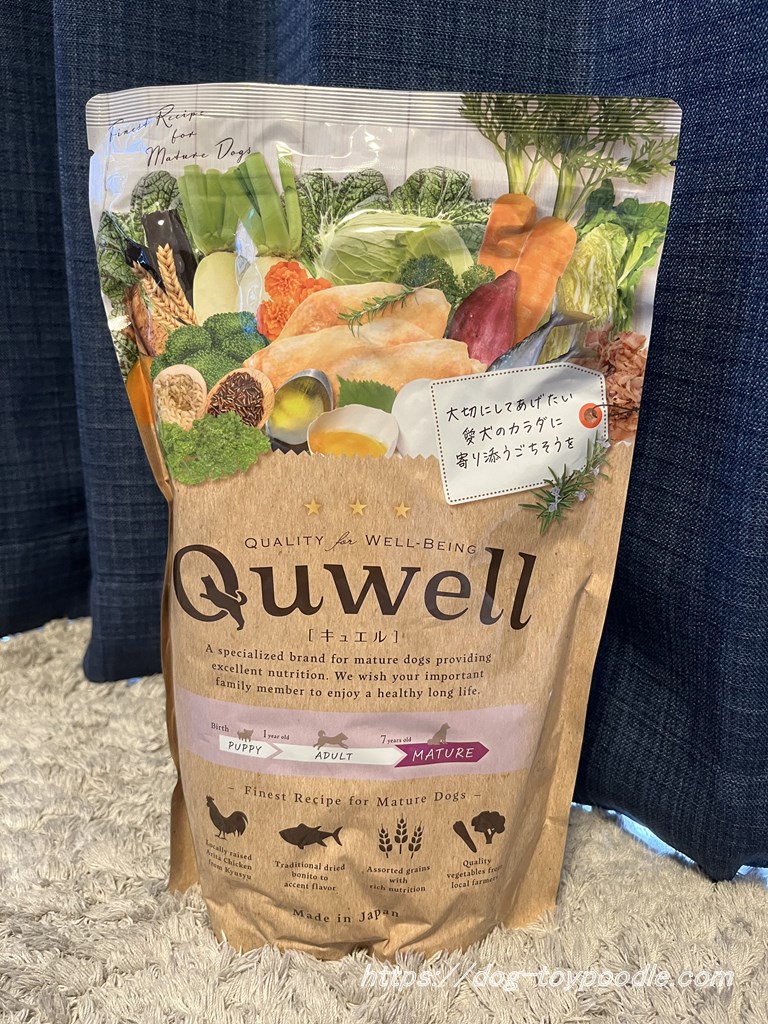 Finest Recipe
for
Mature Dogs
大切にしてあげたい
愛犬のカラダに
寄り添うごちそうを
QUALITY for WELL-BEING
Quwell
[キュエル]
A specialized brand for mature dogs providing
excellent nutrition. We wish your important
family member to enjoy a healthy long life.
Birth 1 year old 7 years old
PUPPY ADULT MATURE
– Finest Recipe for Mature Dogs –
Locally raised
Chicken
from Kyusyu
Traditional dried
bonito to
accent flavor
Assorted grains
with
rich nutrition
Quality
vegetables from
local farmers
Made in Japan
https://dog-toypoodle.com